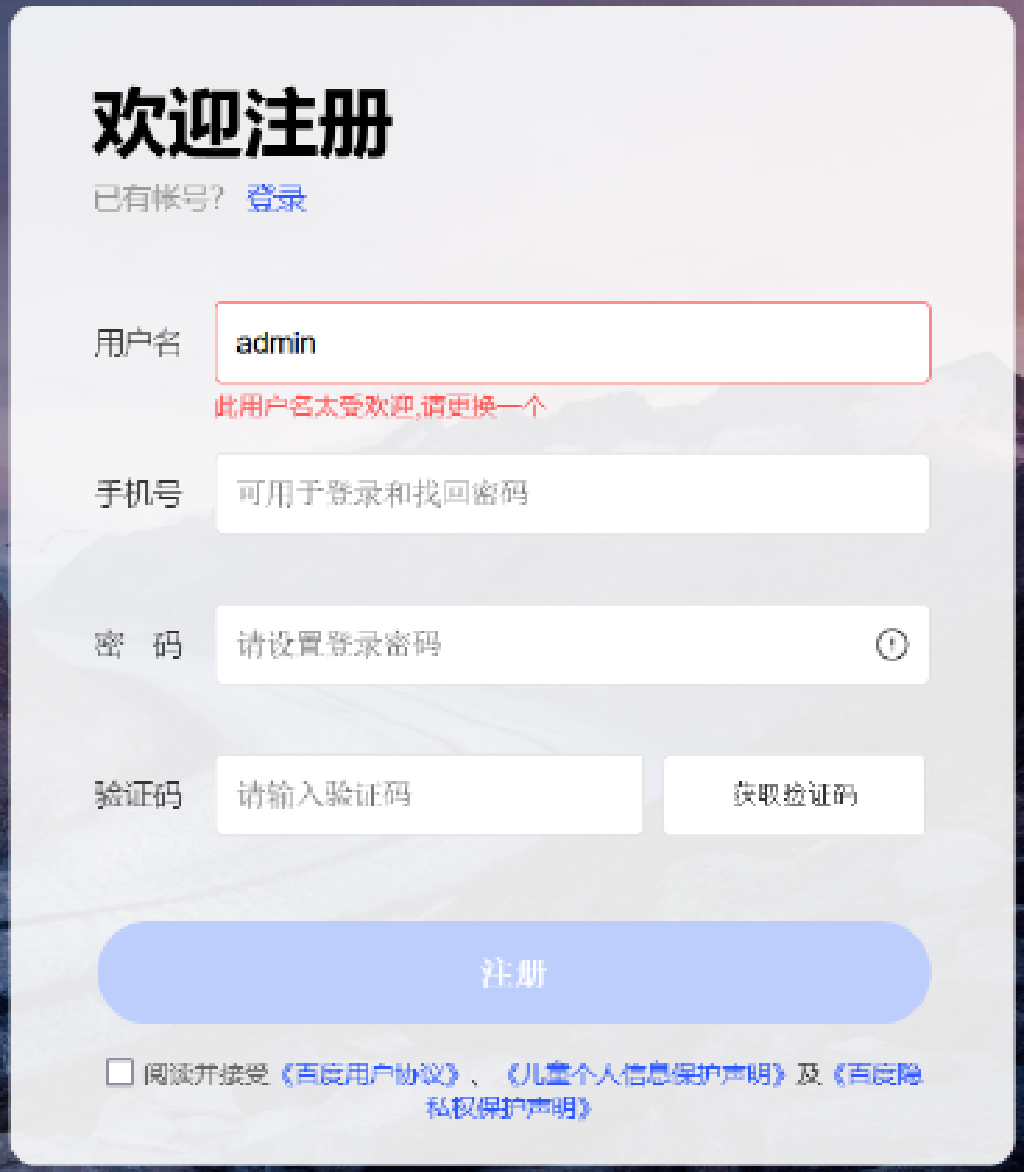 欢迎注册
已有帐号? 登录
用户名 admin
此用户名太受欢迎,请更换一个
手机号 可用于登录和找回密码
密 码 请设置登录密码
验证码 请输入验证码 获取验证码
注册
阅读并接受《百度用户协议》、《儿童个人信息保护声明》及《百度隐
私权保护声明》